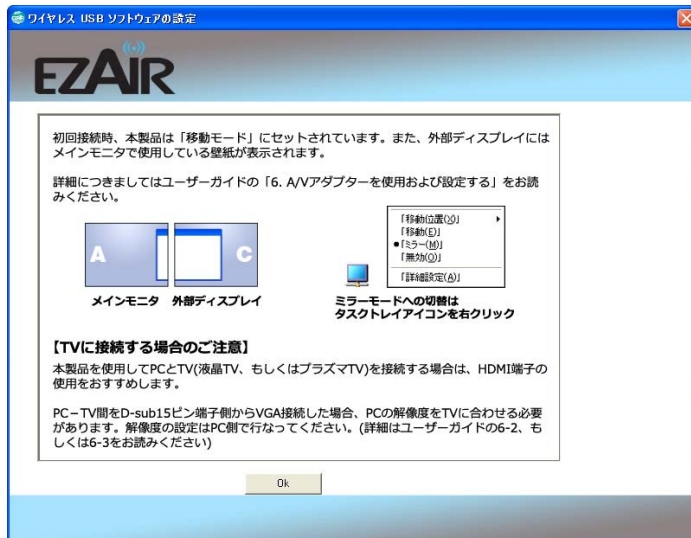 ワイヤレス USB ソフトウェアの設定
EZAIR
初回接続時、本製品は「移動モード」にセットされています。また、外部ディスプレイには
メインモニタで使用している壁紙が表示されます。
詳細につきましてはユーザーガイドの「6. A/Vアダプターを使用および設定する」をお読
みください。
A
C
メインモニタ 外部ディスプレイ
「移動位置(X)」
「移動(E)」
「ミラー(M)」
「無効(O)」
「詳細設定(A)」
ミラーモードへの切替は
タスクトレイアイコンを右クリック
【TVに接続する場合のご注意】
本製品を使用してPCとTV(液晶TV、もしくはプラズマTV)を接続する場合は、HDMI端子の
使用をおすすめします。
PC－TV間をD-sub15ピン端子側からVGA接続した場合、PCの解像度をTVに合わせる必要
があります。解像度の設定はPC側で行なってください。(詳細はユーザーガイドの6-2、も
しくは6-3をお読みください)
Ok